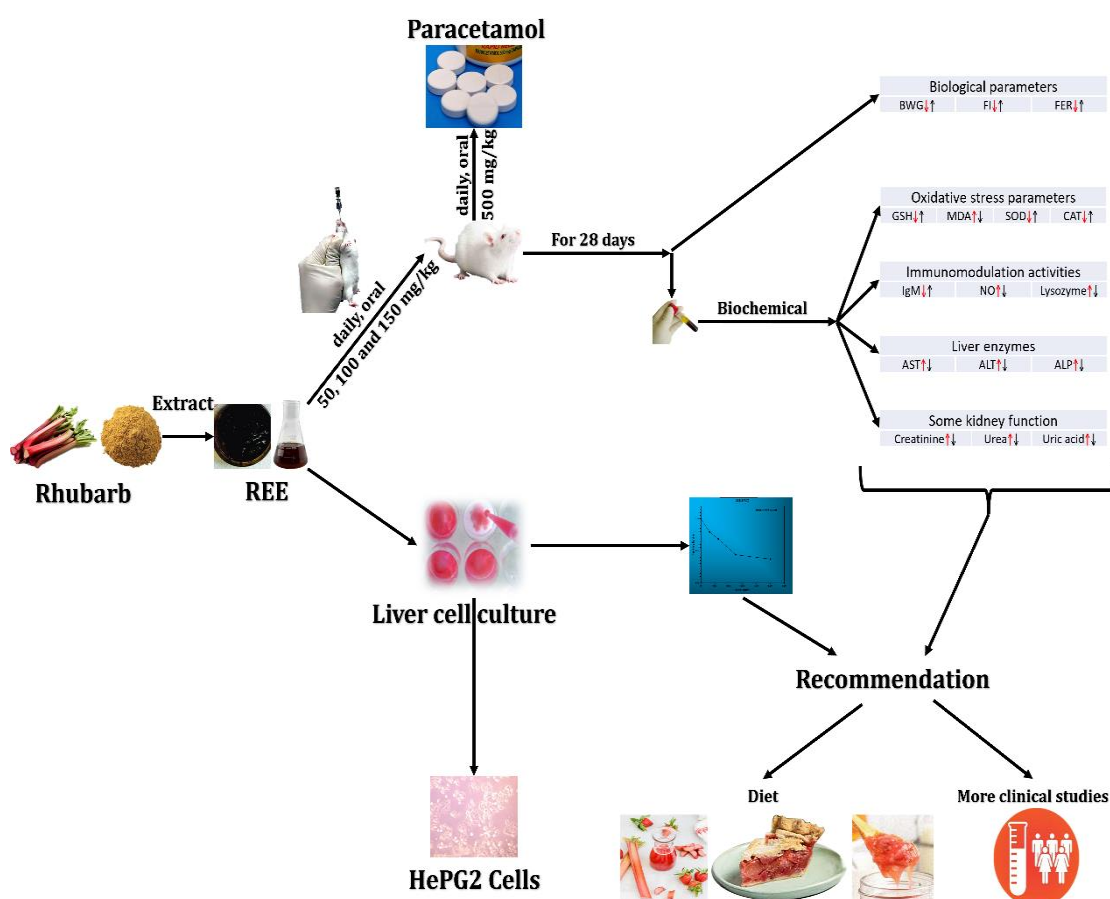 Paracetamol
daily, oral
500 mg/kg
Biological parameters
BWG↓↑ FI↓↑ FER↓↑
Oxidative stress parameters
GSH↓↑ MDA↑↓ SOD↓↑ CAT↓↑
For 28 days
daily, oral
50, 100 and 150 mg/kg
Immunomodulation activities
IgM↓↑ NO↑↓ Lysozyme↑↓
Biochemical
Liver enzymes
AST↑↓ ALT↑↓ ALP↑↓
Extract
Some kidney function
Creatinine↑↓ Urea↑↓ Uric acid↑↓
Rhubarb
REE
Liver cell culture
Recommendation
Diet
More clinical studies
HePG2 Cells